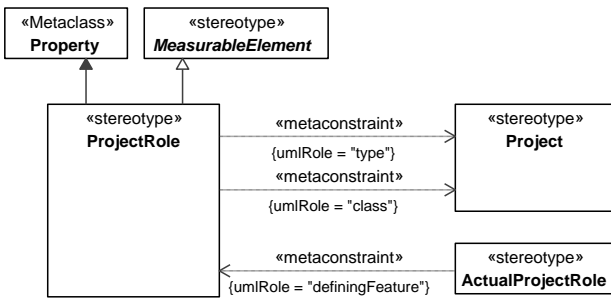 «Metaclass»
Property
«stereotype»
MeasurableElement
«stereotype»
ProjectRole
«metaconstraint»
{umlRole = "type"}
«metaconstraint»
{umlRole = "class"}
«stereotype»
Project
«metaconstraint»
{umlRole = "definingFeature"}
«stereotype»
ActualProjectRole